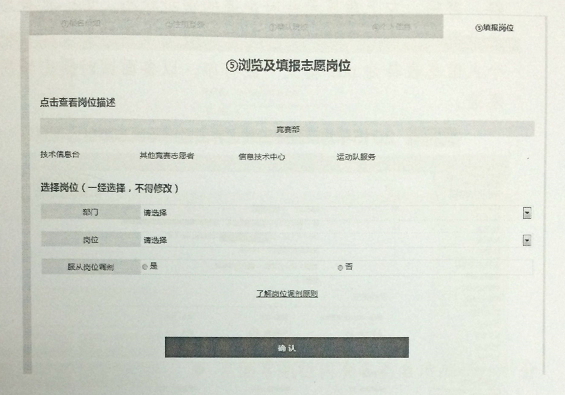 ⑤填报岗位
⑤浏览及填报志愿岗位
点击查看岗位描述
竞赛部
技术信息台 其他竞赛志愿者 信息技术中心 运动队服务
选择岗位（一经选择，不得修改）
部门 请选择
岗位 请选择
服从岗位调剂 是 否
了解岗位调剂原则
确认